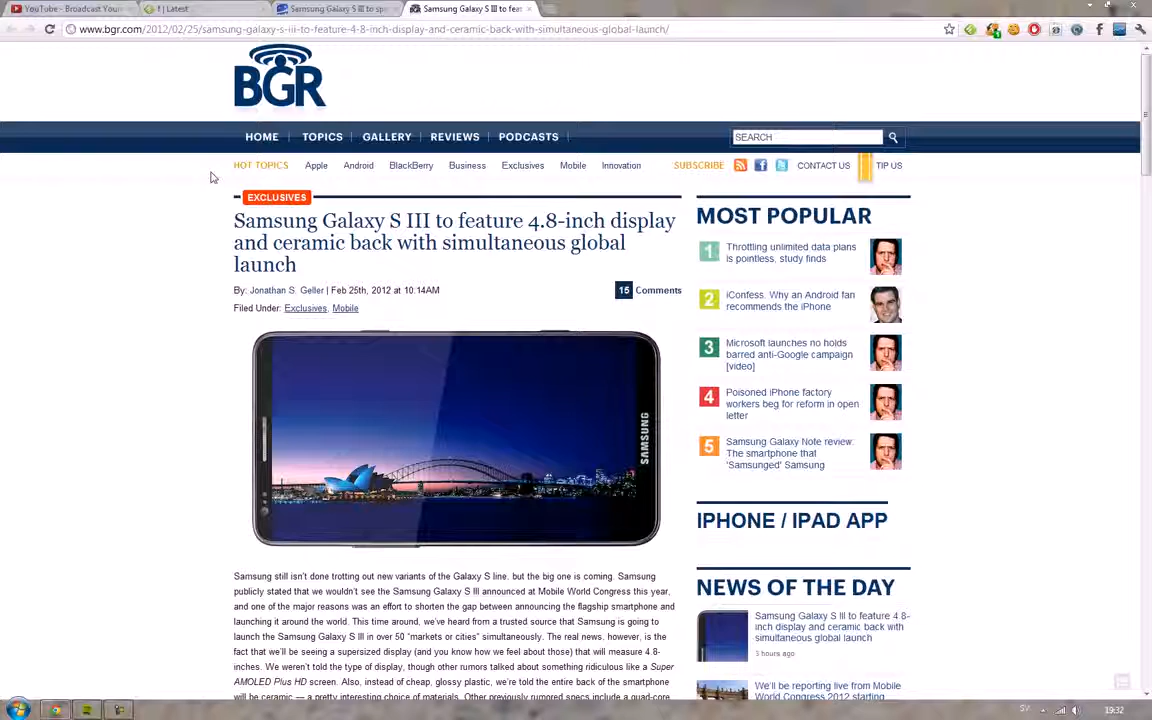 YouTube - Broadcast Your
! | Latest
Samsung Galaxy S III to sp
Samsung Galaxy S III to fea
www.bgr.com/2012/02/25/samsung-galaxy-s-iii-to-feature-4-8-inch-display-and-ceramic-back-with-simultaneous-global-launch/
BGR
HOME TOPICS GALLERY REVIEWS PODCASTS
SEARCH
HOT TOPICS Apple Android BlackBerry Business Exclusives Mobile Innovation
SUBSCRIBE CONTACT US TIP US
EXCLUSIVES
Samsung Galaxy S III to feature 4.8-inch display
and ceramic back with simultaneous global
launch
By: Jonathan S. Geller | Feb 25th, 2012 at 10:14AM
15 Comments
Filed Under: Exclusives, Mobile
SAMSUNG
Samsung still isn't done trotting out new variants of the Galaxy S line, but the big one is coming. Samsung
publicly stated that we wouldn't see the Samsung Galaxy S III announced at Mobile World Congress this year,
and one of the major reasons was an effort to shorten the gap between announcing the flagship smartphone and
launching it around the world. This time around, we've heard from a trusted source that Samsung is going to
launch the Samsung Galaxy S III in over 50 "markets or cities" simultaneously. The real news, however, is the
fact that we'll be seeing a supersized display (and you know how we feel about those) that will measure 4.8-
inches. We weren't told the type of display, though other rumors talked about something ridiculous like a Super
AMOLED Plus HD screen. Also, instead of cheap, glossy plastic, we're told the entire back of the smartphone
will be ceramic — a pretty interesting choice of materials. Other previously rumored specs include a quad-core
MOST POPULAR
1 Throttling unlimited data plans
is pointless, study finds
2 iConfess: Why an Android fan
recommends the iPhone
3 Microsoft launches no holds
barred anti-Google campaign
[video]
4 Poisoned iPhone factory
workers beg for reform in open
letter
5 Samsung Galaxy Note review:
The smartphone that
'Samsunged' Samsung
IPHONE / IPAD APP
NEWS OF THE DAY
Samsung Galaxy S III to feature 4.8-
inch display and ceramic back with
simultaneous global launch
3 hours ago
We'll be reporting live from Mobile
World Congress 2012 starting
SV
19:32